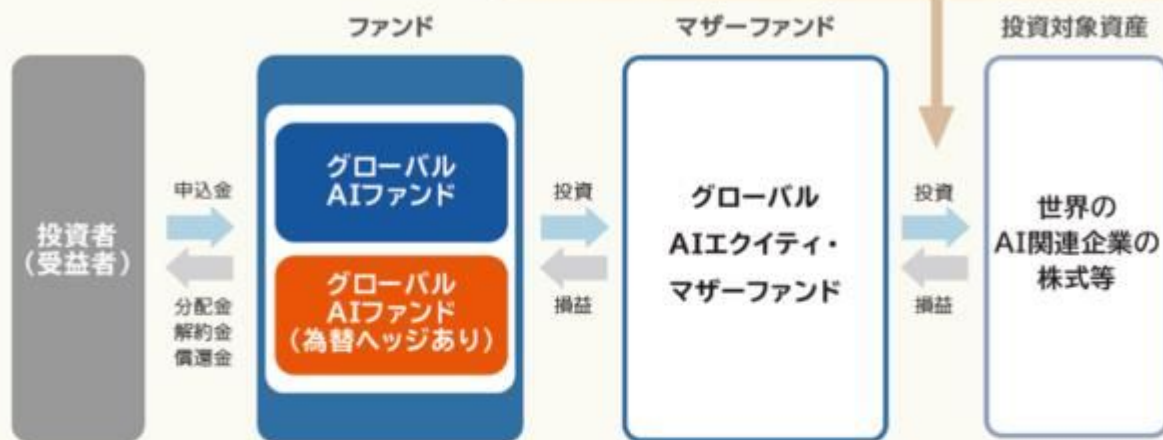 ファンド
マザーファンド
投資対象資産
投資者
（受益者）
申込金
分配金
解約金
償還金
グローバル
AIファンド
グローバル
AIファンド
（為替ヘッジあり）
投資
損益
グローバル
AIエクイティ・
マザーファンド
投資
損益
世界の
AI関連企業の
株式等